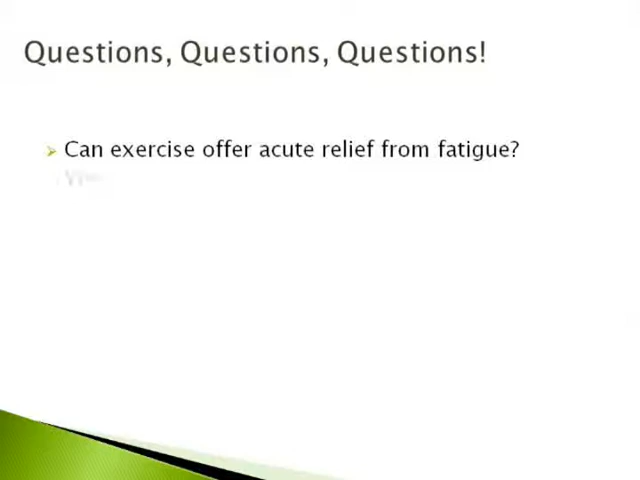 Questions, Questions, Questions!
Can exercise offer acute relief from fatigue?